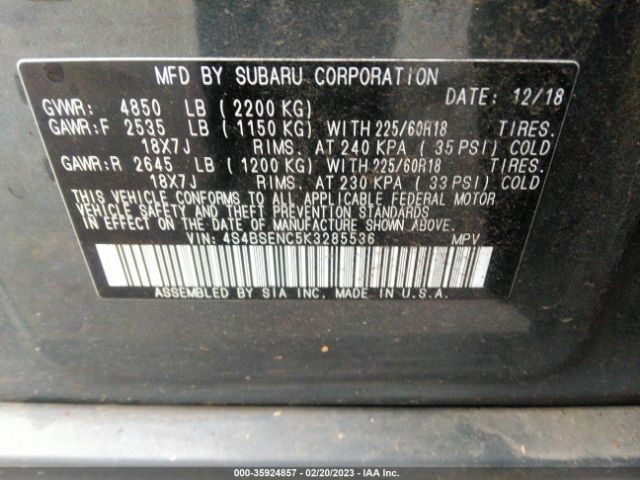 MFD BY SUBARU CORPORATION
DATE: 12/18
GVWR: 4850 LB (2200 KG)
GAWR:F 2535 LB (1150 KG) WITH 225/60R18 TIRES.
18X7J RIMS. AT 240 KPA (35 PSI) COLD
GAWR:R 2645 LB (1200 KG) WITH 225/60R18 TIRES.
18X7J RIMS. AT 230 KPA (33 PSI) COLD
THIS VEHICLE CONFORMS TO ALL APPLICABLE FEDERAL MOTOR
VEHICLE SAFETY AND THEFT PREVENTION STANDARDS
IN EFFECT ON THE DATE OF MANUFACTURE SHOWN ABOVE.
VIN: 4S4BSENC5K3285536 MPV
ASSEMBLED BY SIA INC. MADE IN U.S.A.
000-35924857 - 02/20/2023 - IAA Inc.